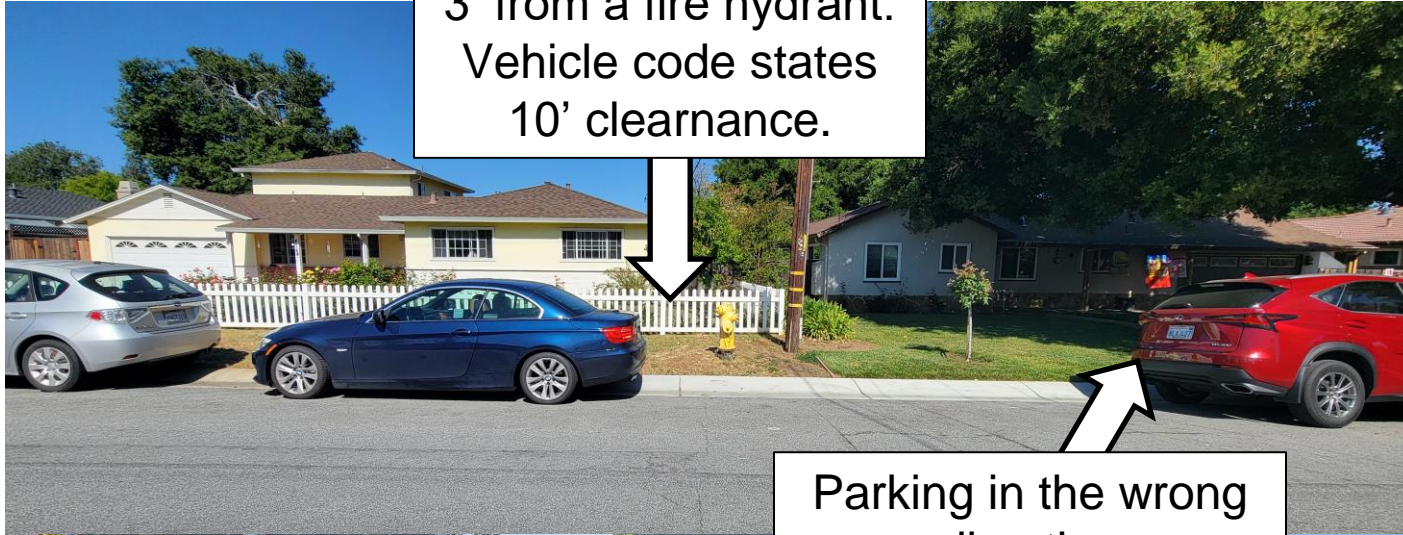 3’ from a fire hydrant.
Vehicle code states
10’ clearnance.
Parking in the wrong